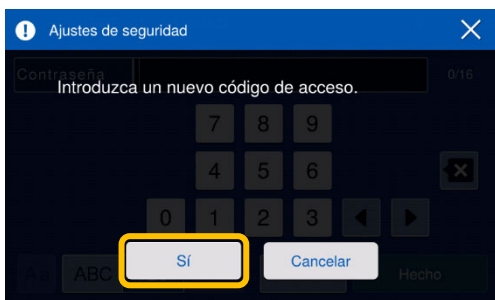 Ajustes de seguridad
Contraseña 0/16
Introduzca un nuevo código de acceso.
7 8 9
4 5 6
0 1 2 3
Sí Cancelar
Aa ABC Hecho